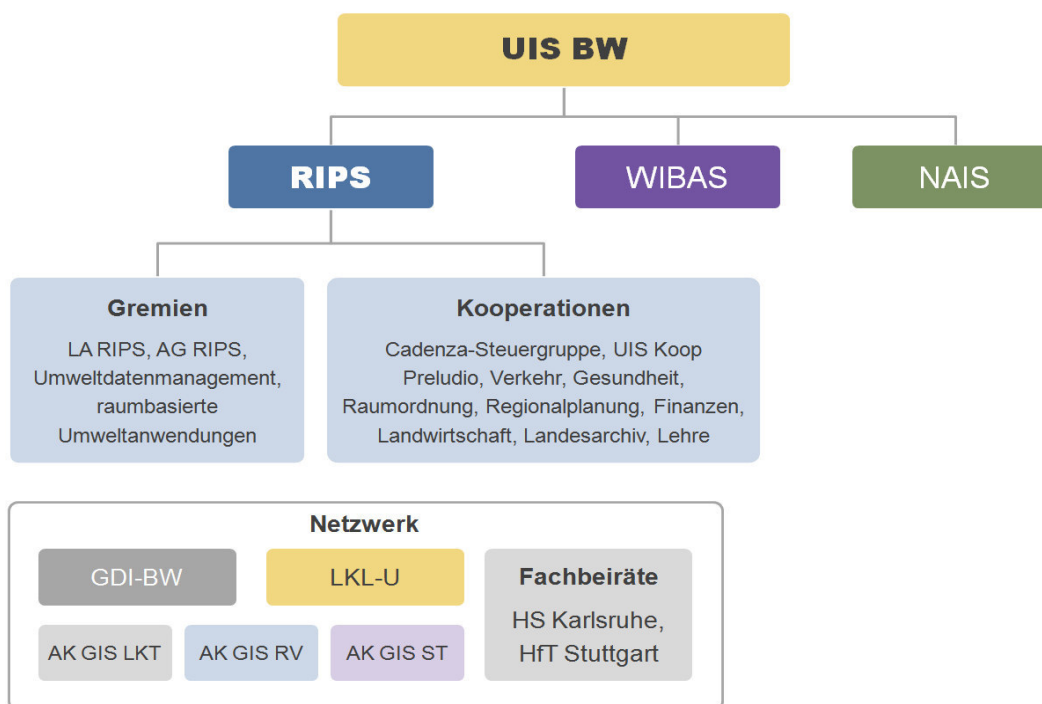 UIS BW
RIPS
WIBAS
NAIS
Gremien
LA RIPS, AG RIPS,
Umweltdatenmanagement,
raumbasierte
Umweltanwendungen
Kooperationen
Cadenza-Steuergruppe, UIS Koop
Preludio, Verkehr, Gesundheit,
Raumordnung, Regionalplanung, Finanzen,
Landwirtschaft, Landesarchiv, Lehre
Netzwerk
GDI-BW
LKL-U
AK GIS LKT
AK GIS RV
AK GIS ST
Fachbeiräte
HS Karlsruhe,
HfT Stuttgart